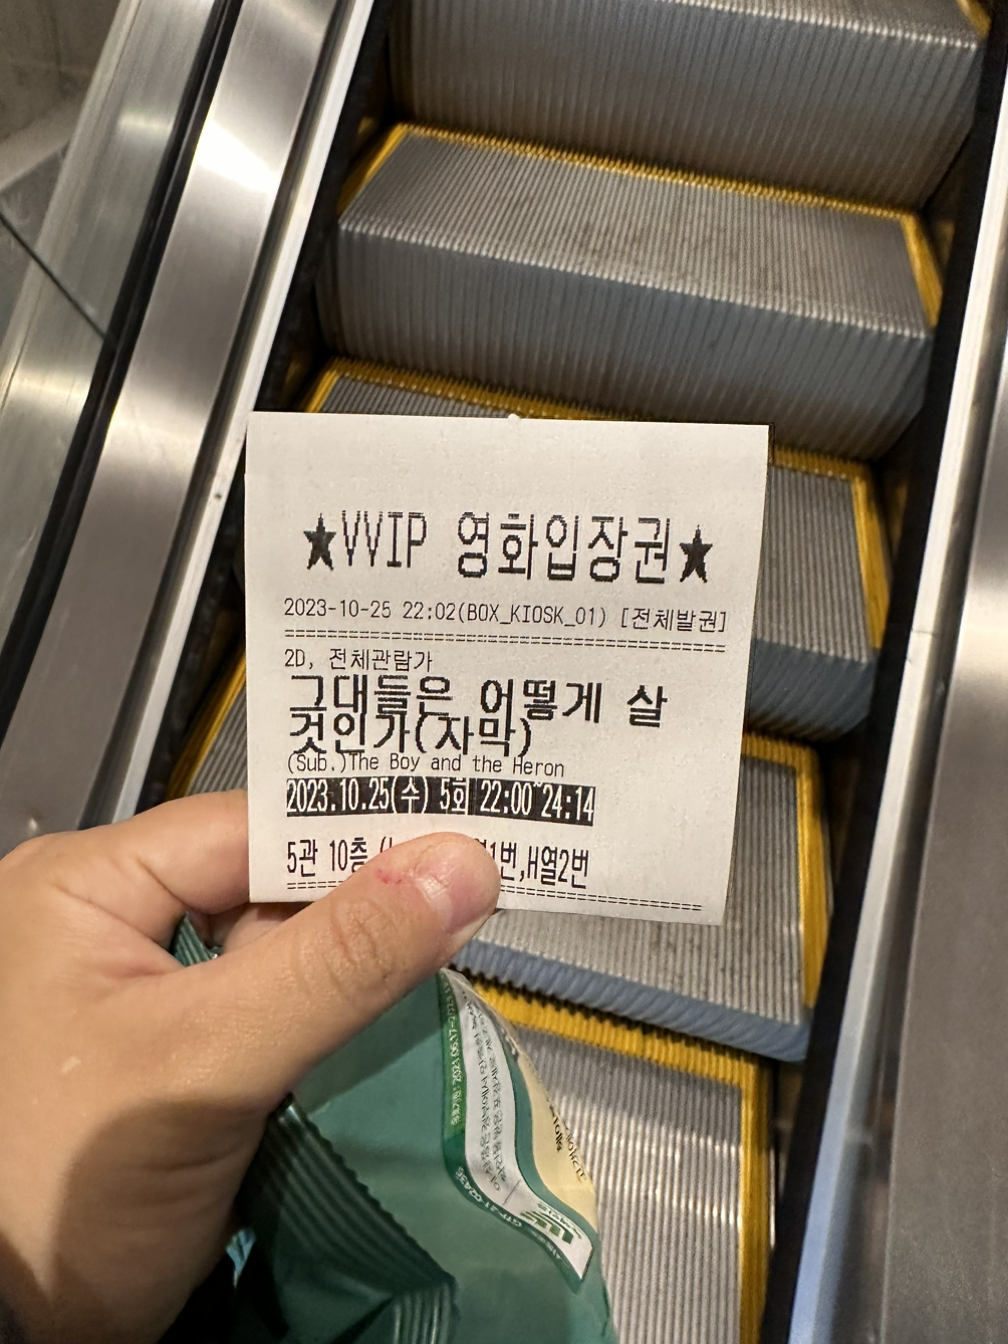 ★VVIP 영화입장권★
2023-10-25 22:02(BOX_KIOSK_01) [전체발권]
2D, 전체관람가
그대들은 어떻게 살
것인가(자막)
(Sub.)The Boy and the Heron
2023.10.25(수) 5회 22:00~24:14
5관 10층 1번,H열2번